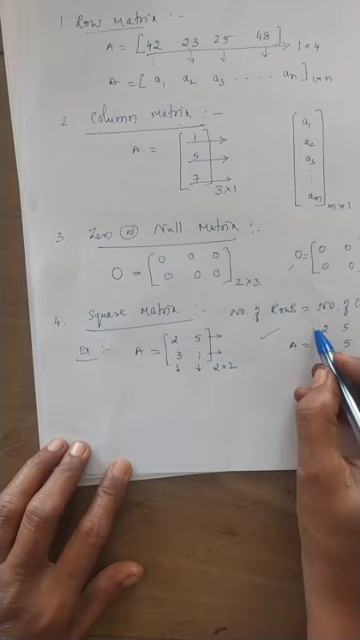 1. Row Matrix :-
A = [42 23 25 48] 1×4
A = [a₁ a₂ a₃ ..... aₙ] 1×n
2. Column Matrix :-
A = [1 5 7] 3×1 [a₁ a₂ a₃ ⋮ aₘ] m×1
3. Zero (or) Null Matrix :-
O = [0 0 0
0 0 0] 2×3. , O = [0 0
0 0
4. Square Matrix :- No. of Rows = No. of
Ex :- A = [2 5
3 1] 2×2 A = 2 5
5